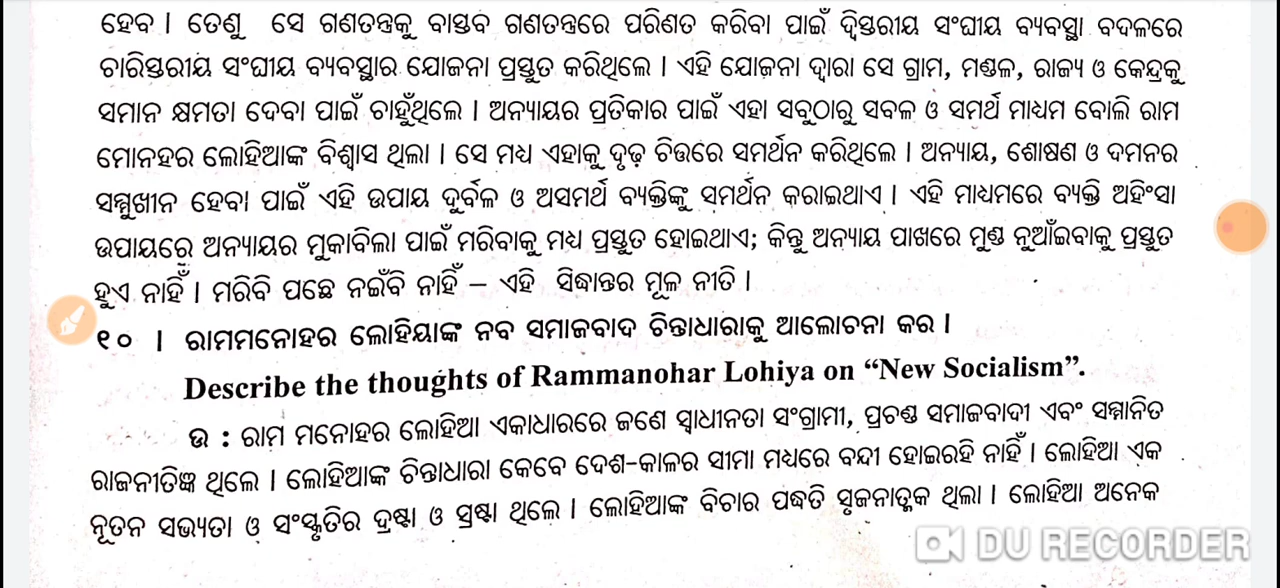 ହେବ । ତେଣୁ ସେ ଗଣତନ୍ତ୍ରକୁ ବାସ୍ତବ ଗଣତନ୍ତ୍ରରେ ପରିଣତ କରିବା ପାଇଁ ଦ୍ୱିସ୍ତରୀୟ ସଂଘୀୟ ବ୍ୟବସ୍ଥା ବଦଳରେ
ଚାରିସ୍ତରୀୟ ସଂଘୀୟ ବ୍ୟବସ୍ଥାର ଯୋଜନା ପ୍ରସ୍ତୁତ କରିଥିଲେ । ଏହି ଯୋଜନା ଦ୍ୱାରା ସେ ଗ୍ରାମ, ମଣ୍ଡଳ, ରାଜ୍ୟ ଓ କେନ୍ଦ୍ରକୁ
ସମାନ କ୍ଷମତା ଦେବା ପାଇଁ ଚାହୁଁଥିଲେ । ଅନ୍ୟାୟର ପ୍ରତିକାର ପାଇଁ ଏହା ସବୁଠାରୁ ସବଳ ଓ ସମର୍ଥ ମାଧ୍ୟମ ବୋଲି ରାମ
ମୋନହର ଲୋହିଆଙ୍କ ବିଶ୍ୱାସ ଥିଲା । ସେ ମଧ୍ୟ ଏହାକୁ ଦୃଢ଼ ଚିତ୍ତରେ ସମର୍ଥନ କରିଥିଲେ । ଅନ୍ୟାୟ, ଶୋଷଣ ଓ ଦମନର
ସମ୍ମୁଖୀନ ହେବା ପାଇଁ ଏହି ଉପାୟ ଦୁର୍ବଳ ଓ ଅସମର୍ଥ ବ୍ୟକ୍ତିଙ୍କୁ ସମର୍ଥନ କରାଇଥାଏ । ଏହି ମାଧ୍ୟମରେ ବ୍ୟକ୍ତି ଅହିଂସା
ଉପାୟରେ ଅନ୍ୟାୟର ମୁକାବିଲା ପାଇଁ ମରିବାକୁ ମଧ୍ୟ ପ୍ରସ୍ତୁତ ହୋଇଥାଏ; କିନ୍ତୁ ଅନ୍ୟାୟ ପାଖରେ ମୁଣ୍ଡ ନୁଆଁଇବାକୁ ପ୍ରସ୍ତୁତ
ହୁଏ ନାହିଁ । ମରିବି ପଛେ ନଇଁବି ନାହିଁ – ଏହି ସିଦ୍ଧାନ୍ତର ମୂଳ ନୀତି ।
୧୦ । ରାମମନୋହର ଲୋହିୟାଙ୍କ ନବ ସମାଜବାଦ ଚିନ୍ତାଧାରାକୁ ଆଲୋଚନା କର ।
Describe the thoughts of Rammanohar Lohiya on “New Socialism”.
ଉ : ରାମ ମନୋହର ଲୋହିଆ ଏକାଧାରରେ ଜଣେ ସ୍ୱାଧୀନତା ସଂଗ୍ରାମୀ, ପ୍ରଚଣ୍ଡ ସମାଜବାଦୀ ଏବଂ ସମ୍ମାନିତ
ରାଜନୀତିଜ୍ଞ ଥିଲେ । ଲୋହିଆଙ୍କ ଚିନ୍ତାଧାରା କେବେ ଦେଶ-କାଳର ସୀମା ମଧ୍ୟରେ ବନ୍ଦୀ ହୋଇରହି ନାହିଁ । ଲୋହିଆ ଏକ
ନୂତନ ସଭ୍ୟତା ଓ ସଂସ୍କୃତିର ଦ୍ରଷ୍ଟା ଓ ସ୍ରଷ୍ଟା ଥିଲେ । ଲୋହିଆଙ୍କ ବିଚାର ପଦ୍ଧତି ସୃଜନାତ୍ମକ ଥିଲା । ଲୋହିଆ ଅନେକ
DU RECORDER